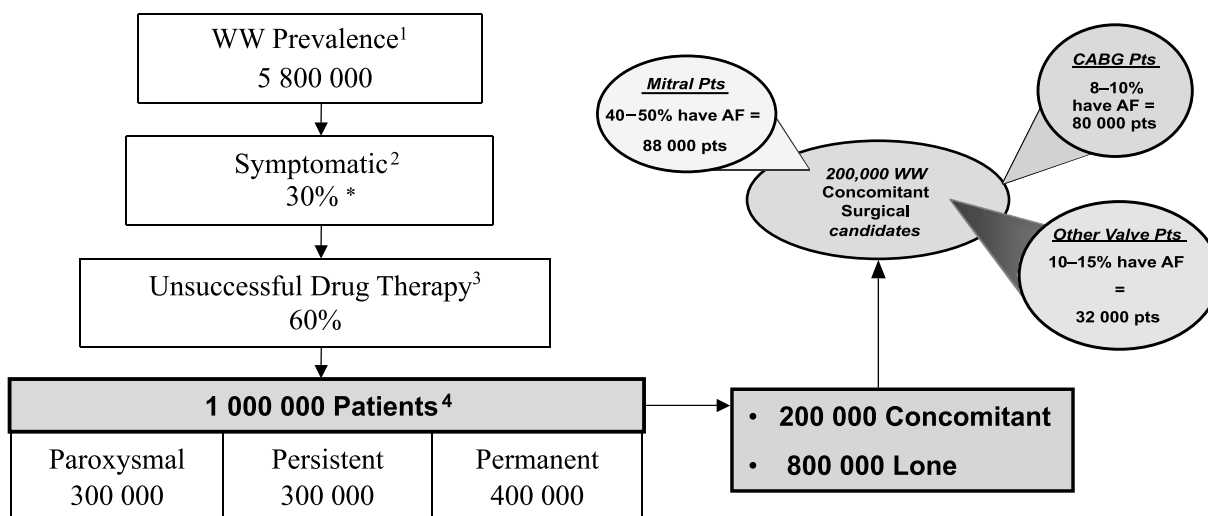 WW Prevalence1
5 800 000
Symptomatic2
30% *
Unsuccessful Drug Therapy3
60%
1 000 000 Patients4
Paroxysmal
300 000
Persistent
300 000
Permanent
400 000
• 200 000 Concomitant
• 800 000 Lone
Mitral Pts
40–50% have AF =
88 000 pts
CABG Pts
8–10%
have AF =
80 000 pts
200,000 WW
Concomitant
Surgical
candidates
Other Valve Pts
10–15% have AF
=
32 000 pts